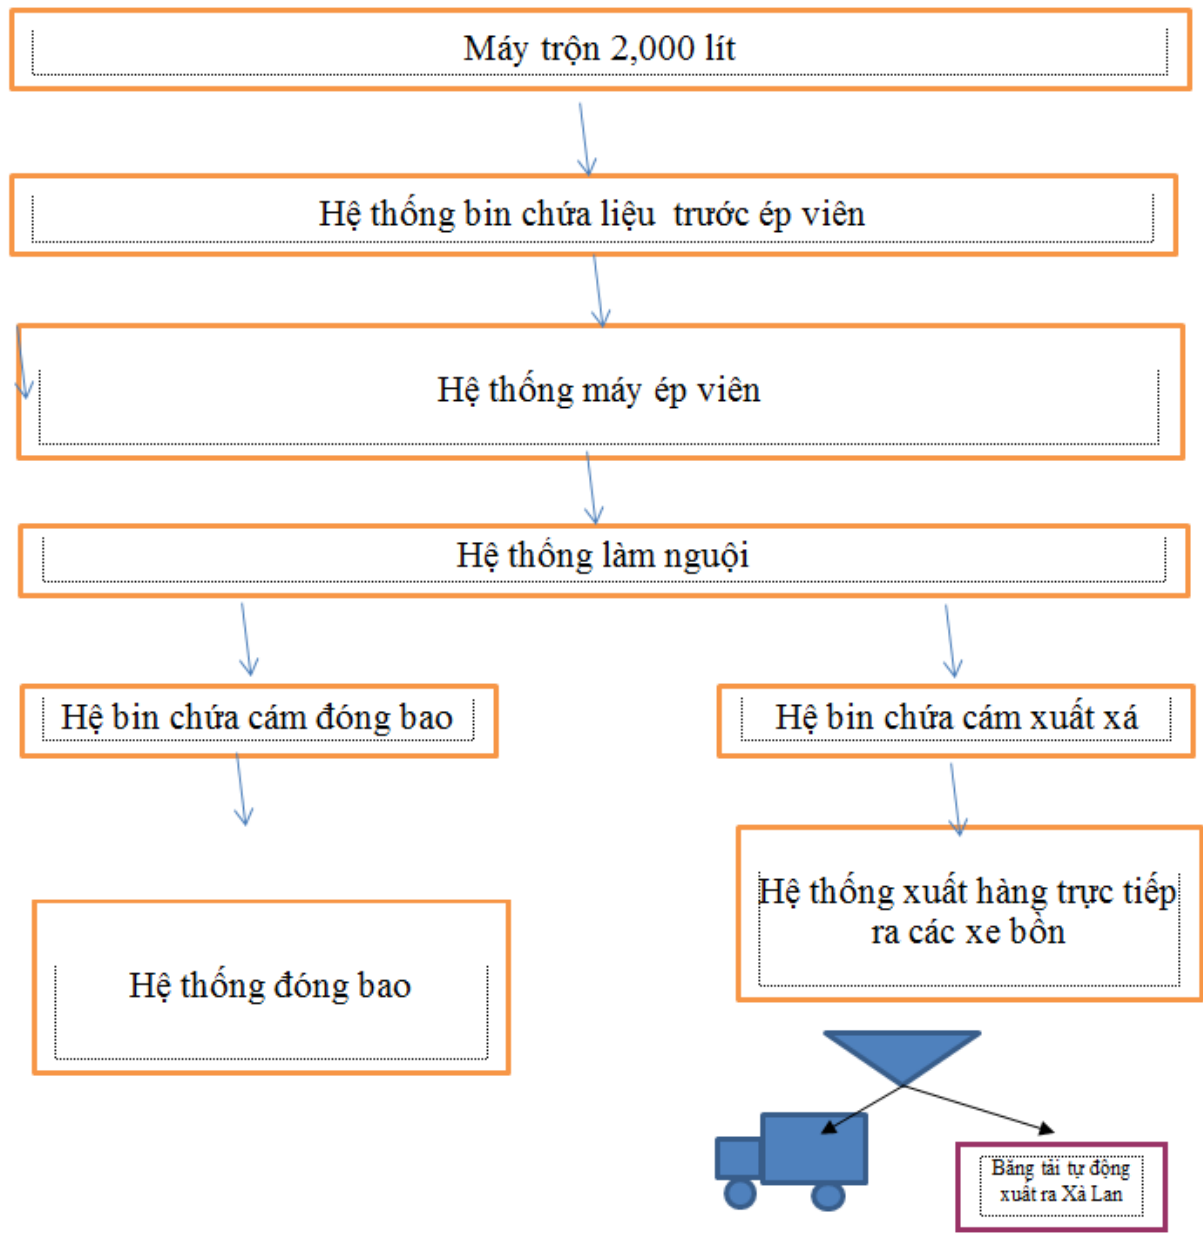 Máy trộn 2,000 lít
Hệ thống bin chứa liệu  trước ép viên
Hệ thống máy ép viên
Hệ thống làm nguội
Hệ bin chứa cám đóng bao
Hệ bin chứa cám xuất xá
Hệ thống xuất hàng trực tiếp
ra các xe bồn
Hệ thống đóng bao
Băng tải tự động
xuất ra Xà Lan